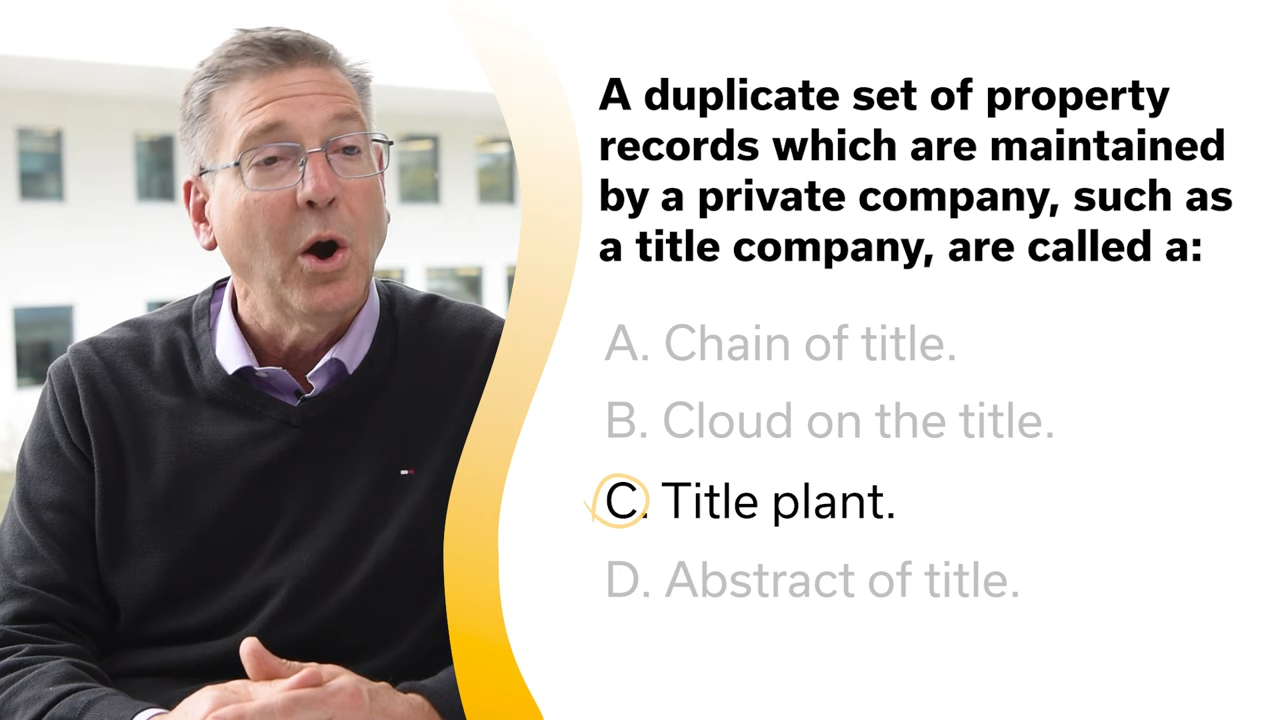 A duplicate set of property
records which are maintained
by a private company, such as
a title company, are called a:
A. Chain of title.
B. Cloud on the title.
C. Title plant.
D. Abstract of title.